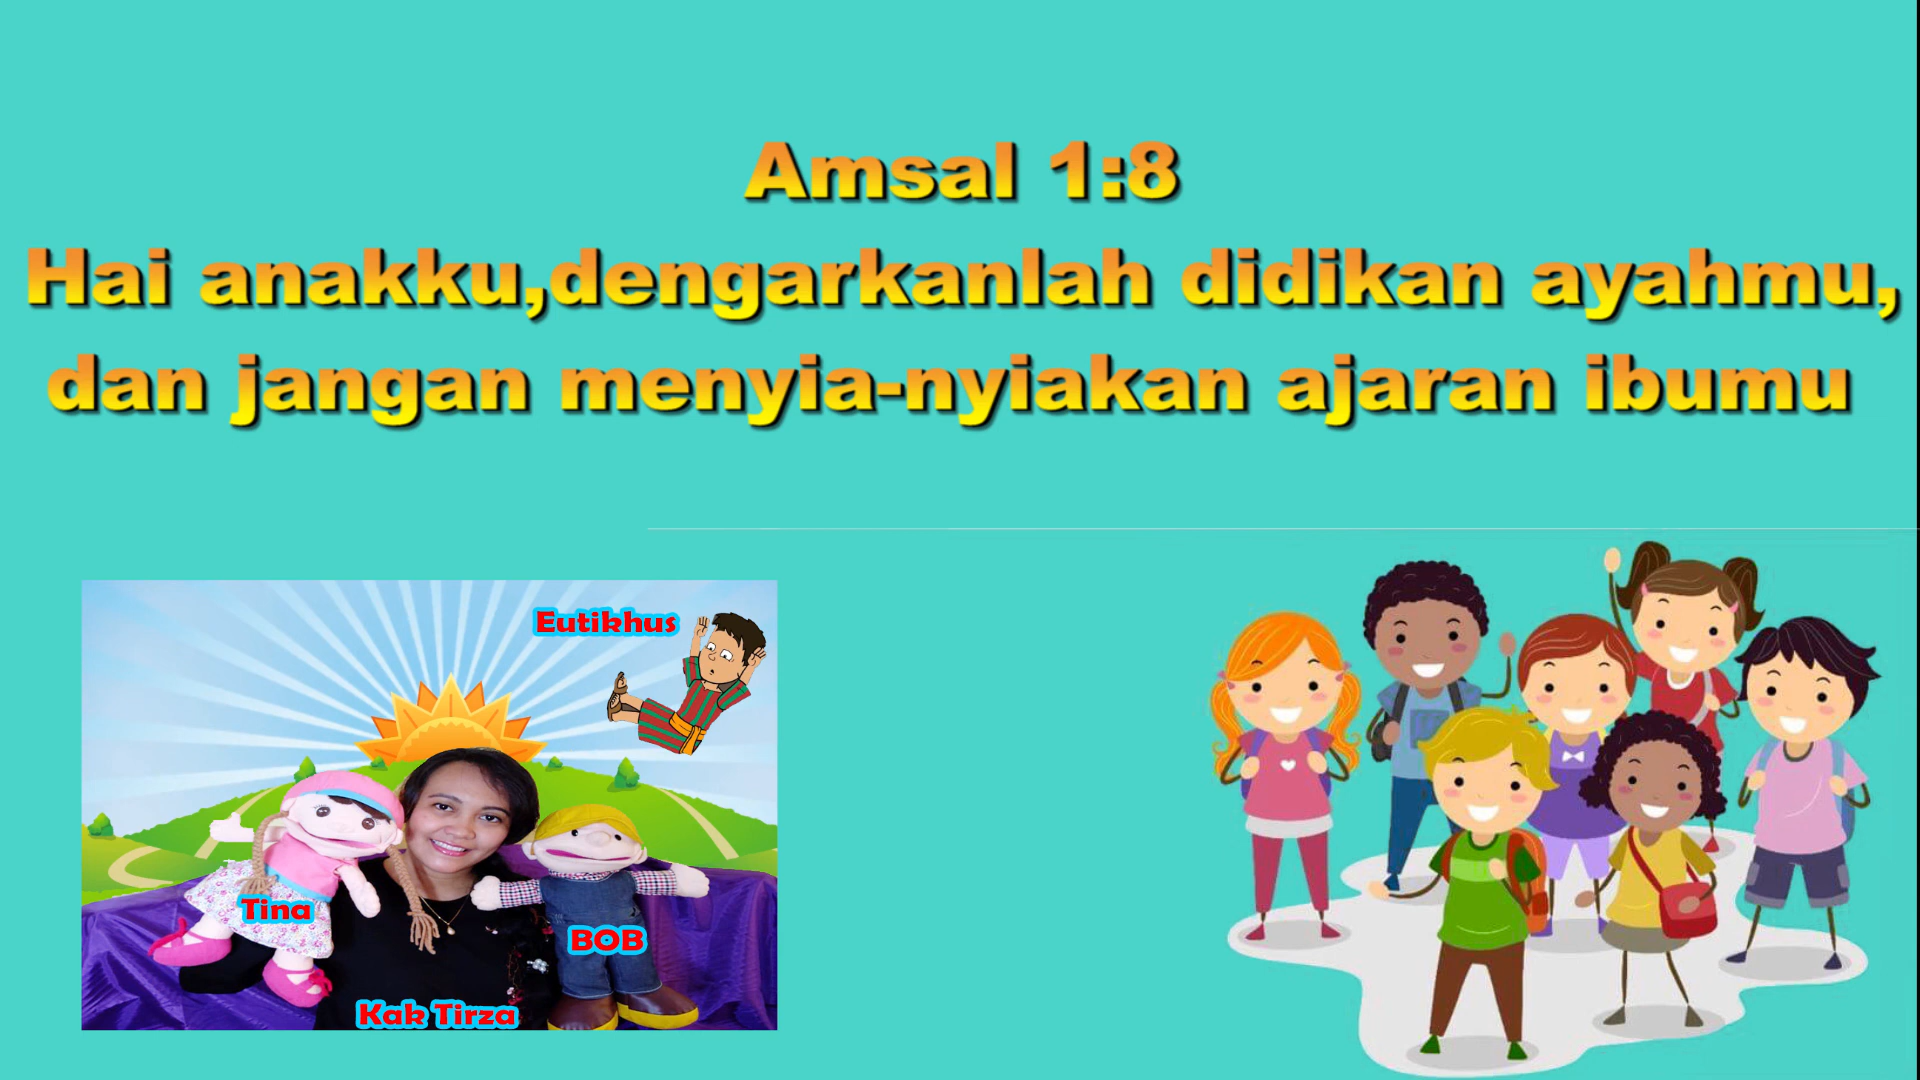 Amsal 1:8
Hai anakku,dengarkanlah didikan ayahmu,
dan jangan menyia-nyiakan ajaran ibumu
Eutikhus
Tina
BOB
Kak Tirza